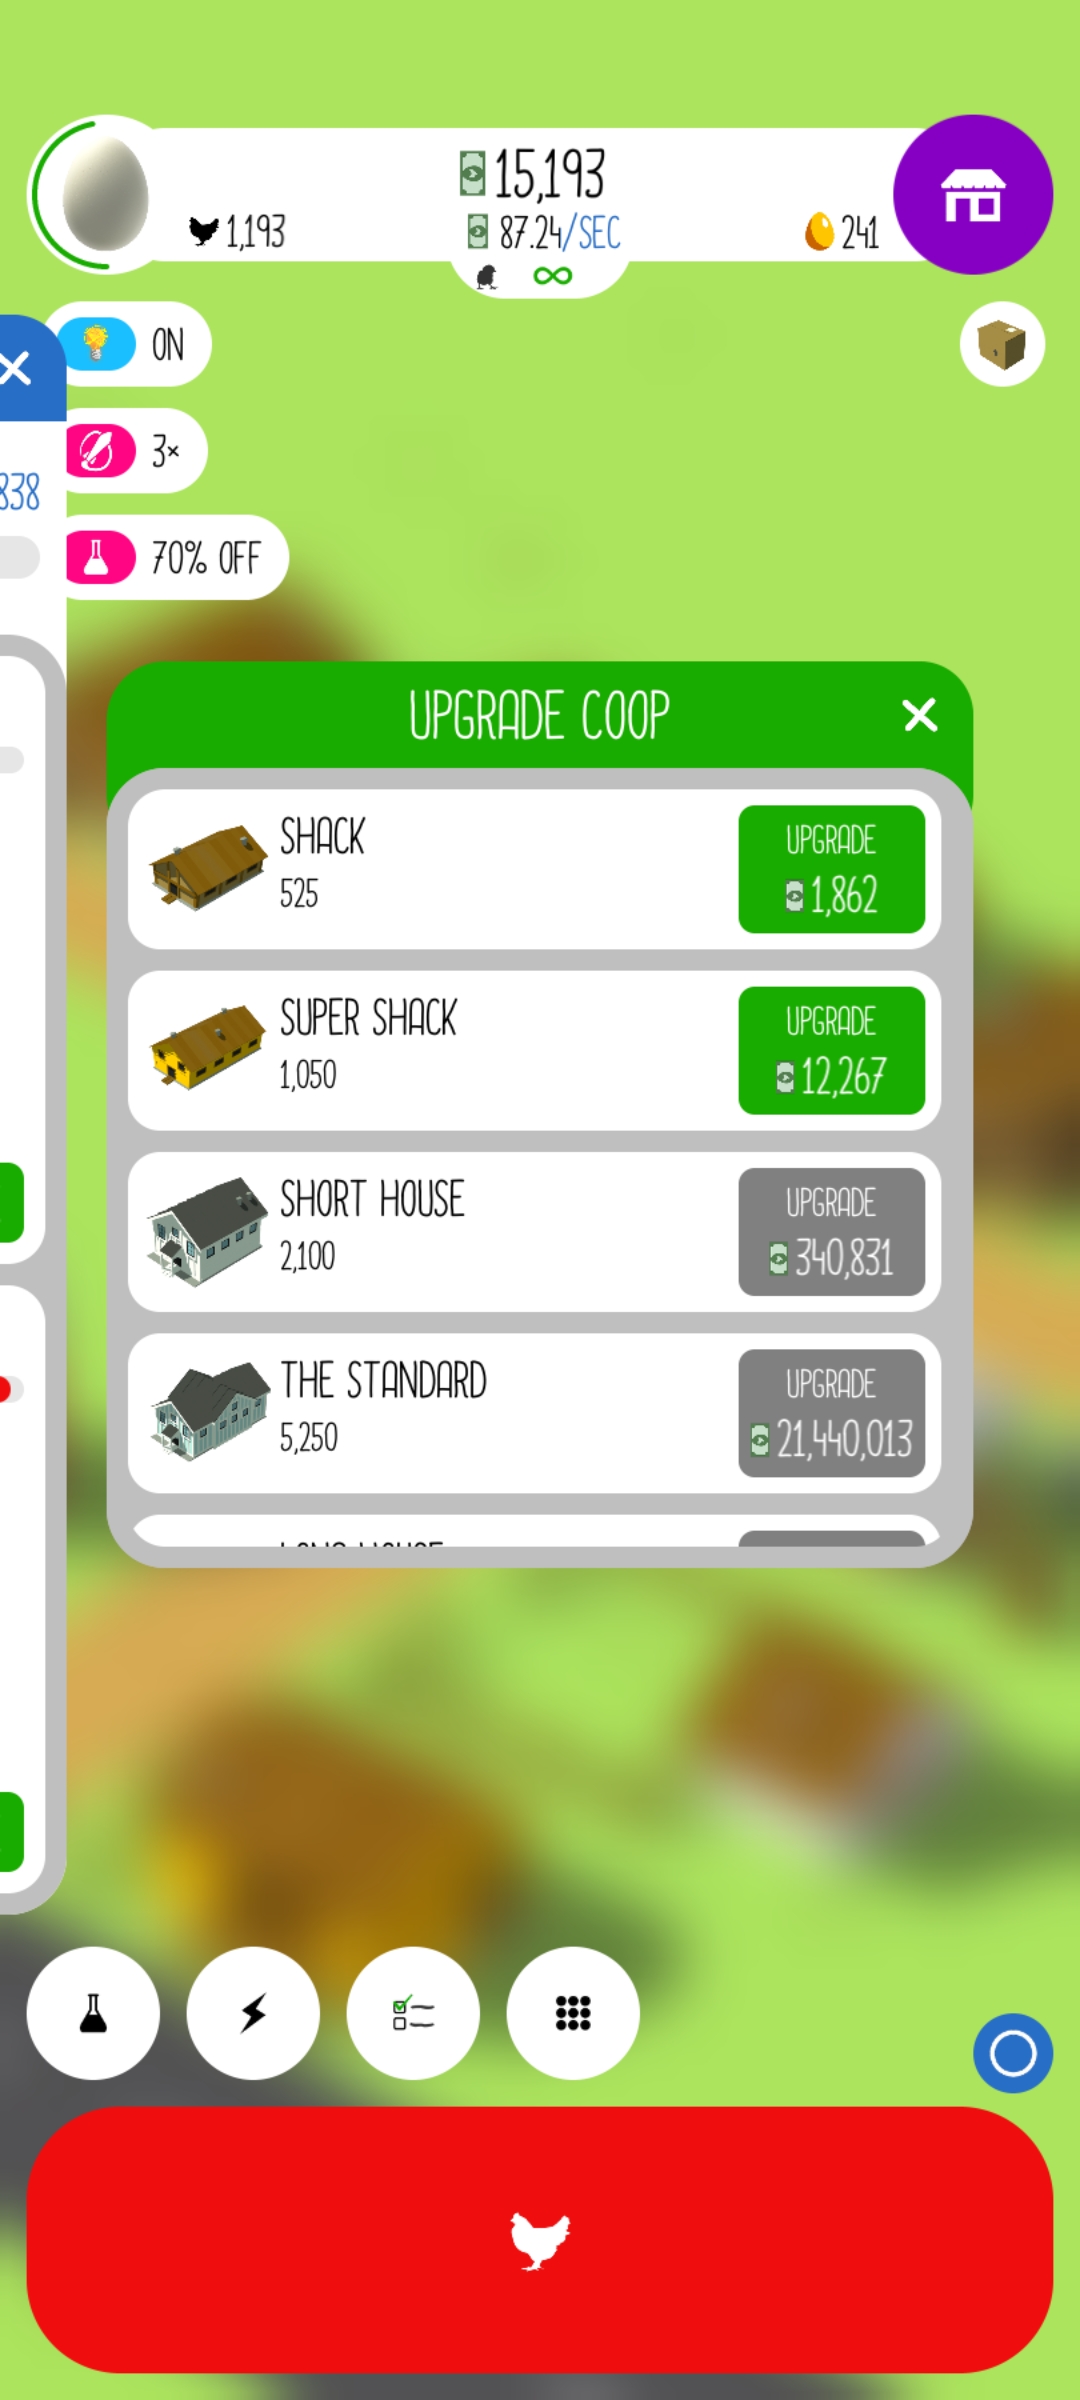 15,193
1,193
87.24/SEC
241
ON
3×
838
70% OFF
UPGRADE COOP
SHACK
525
UPGRADE
1,862
SUPER SHACK
1,050
UPGRADE
12,267
SHORT HOUSE
2,100
UPGRADE
340,831
THE STANDARD
5,250
UPGRADE
21,440,013